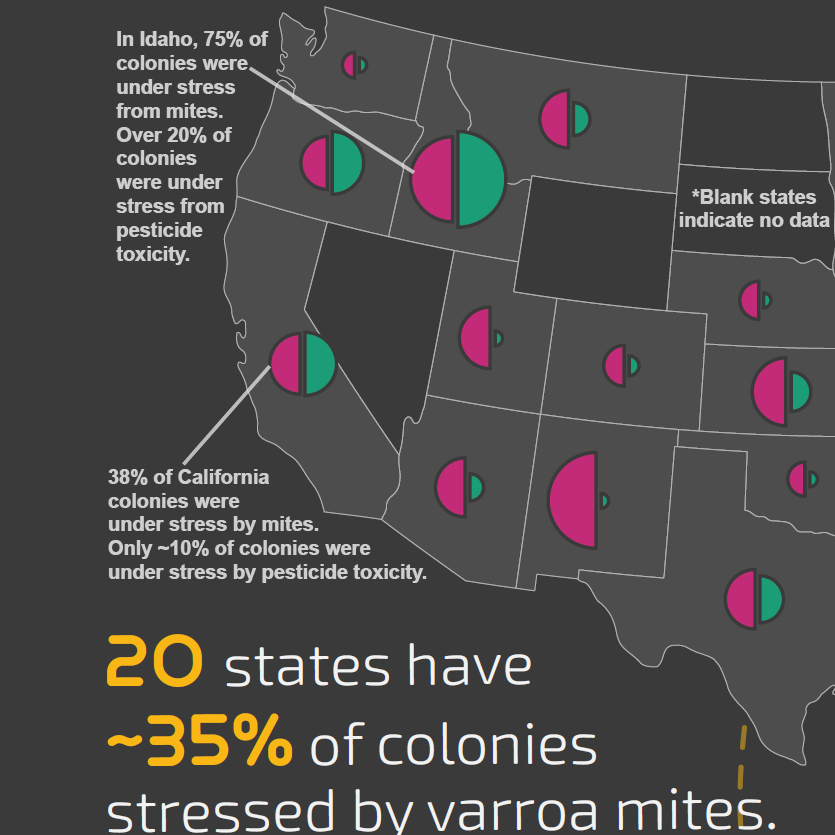 In Idaho, 75% of
colonies were
under stress
from mites.
Over 20% of
colonies
were under
stress from
pesticide
toxicity.
*Blank states
indicate no data
38% of California
colonies were
under stress by mites.
Only ~10% of colonies were
under stress by pesticide toxicity.
20 states have
~35% of colonies
stressed by varroa mites.